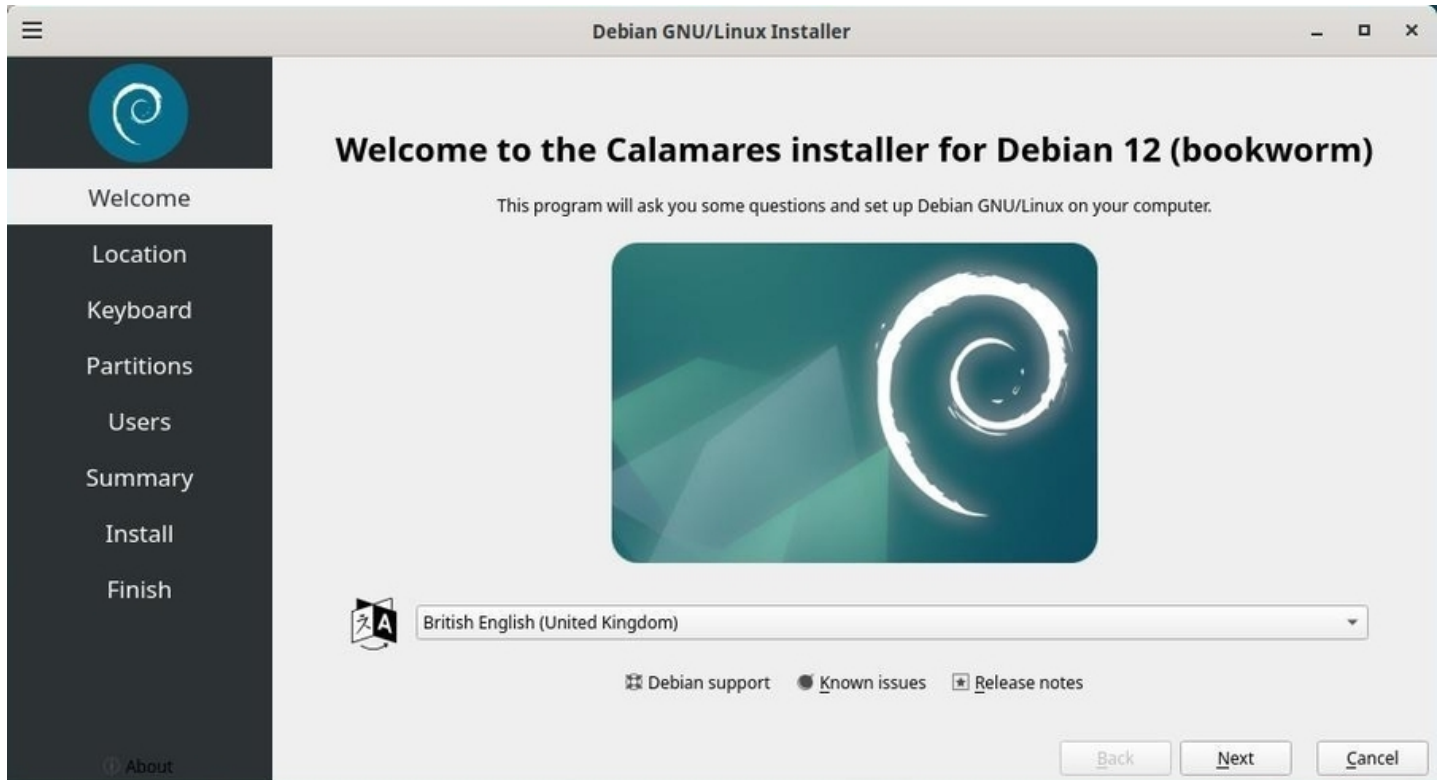 Debian GNU/Linux Installer
Welcome
Location
Keyboard
Partitions
Users
Summary
Install
Finish
About
Welcome to the Calamares installer for Debian 12 (bookworm)
This program will ask you some questions and set up Debian GNU/Linux on your computer.
British English (United Kingdom)
Debian support Known issues Release notes
Back Next Cancel